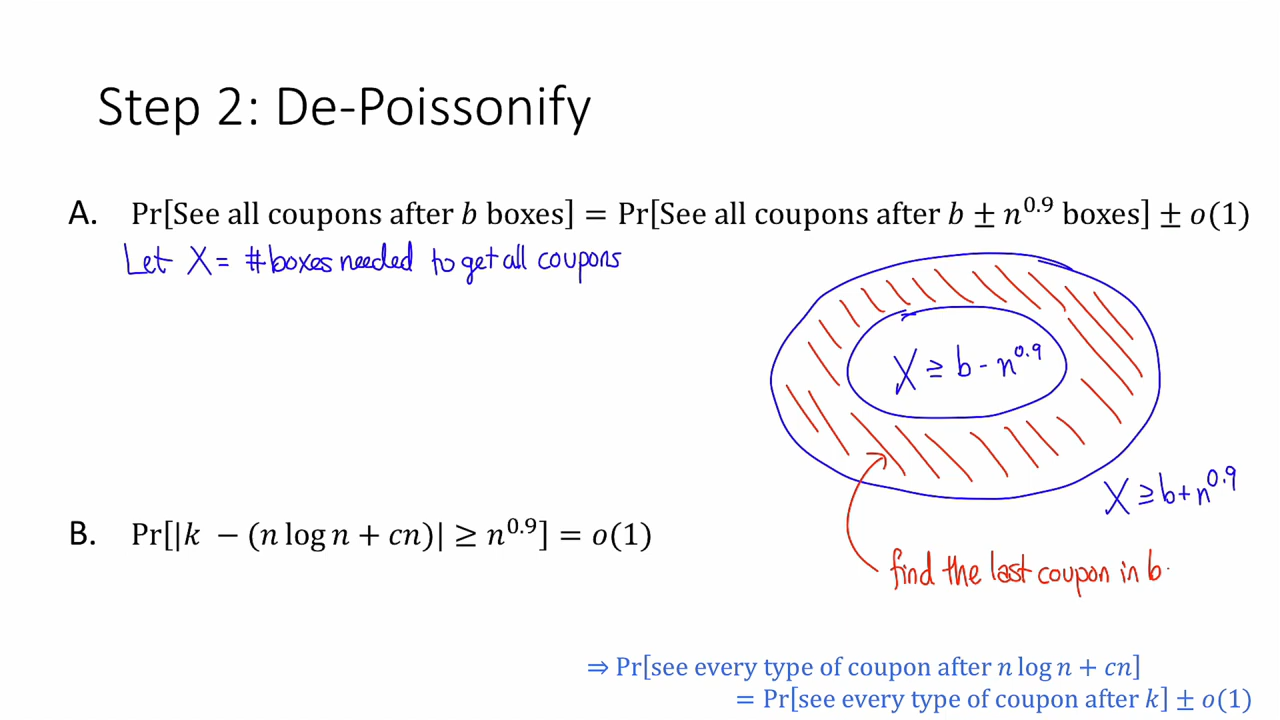 Step 2: De-Poissonify
A. Pr[See all coupons after b boxes] = Pr[See all coupons after b ± n^0.9 boxes] ± o(1)
Let X = # boxes needed to get all coupons
X ≥ b - n^0.9
X ≥ b + n^0.9
B. Pr[|k − (n log n + cn)| ≥ n^0.9] = o(1)
find the last coupon in b
⇒ Pr[see every type of coupon after n log n + cn]
= Pr[see every type of coupon after k] ± o(1)